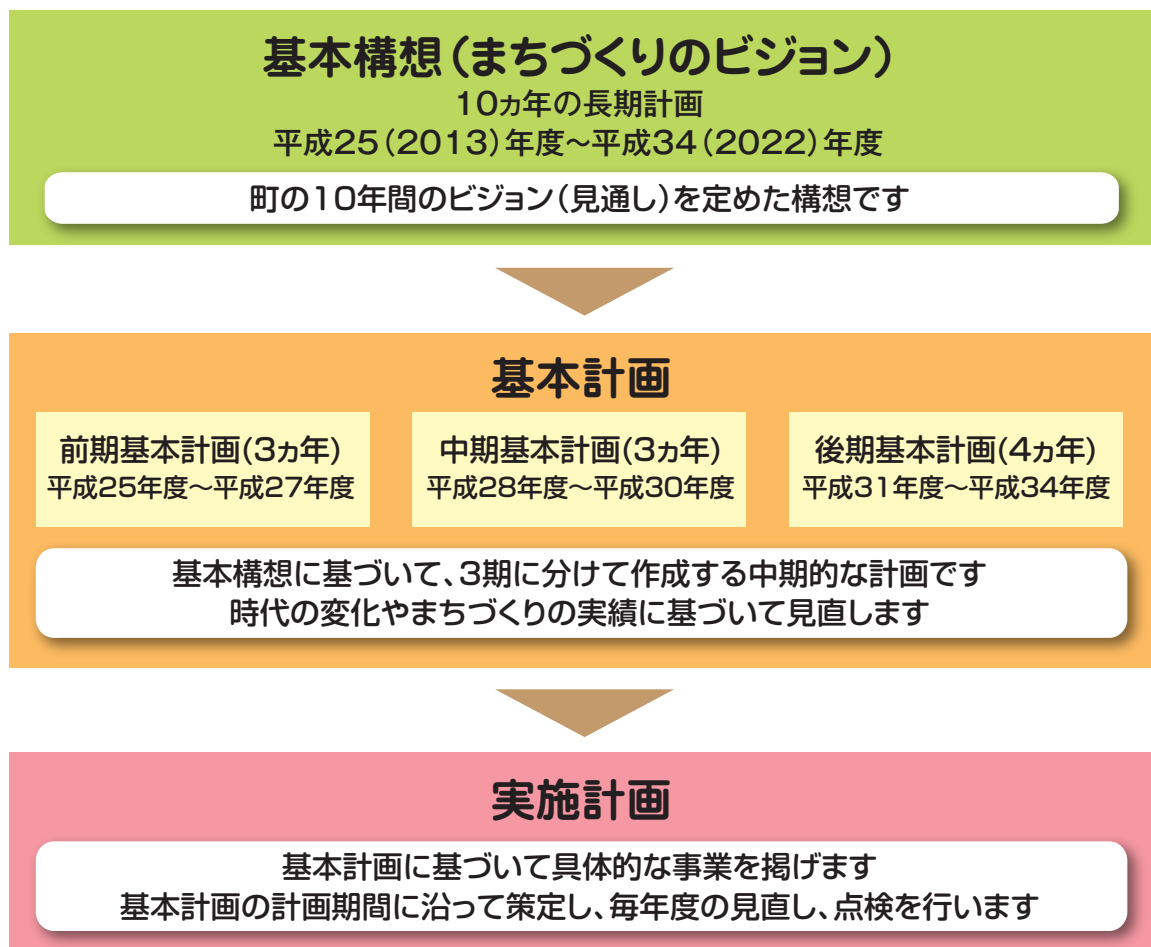 基本構想(まちづくりのビジョン)
10ヵ年の長期計画
平成25(2013)年度～平成34(2022)年度
町の10年間のビジョン(見通し)を定めた構想です
基本計画
前期基本計画(3ヵ年)
平成25年度～平成27年度
中期基本計画(3ヵ年)
平成28年度～平成30年度
後期基本計画(4ヵ年)
平成31年度～平成34年度
基本構想に基づいて、3期に分けて作成する中期的な計画です
時代の変化やまちづくりの実績に基づいて見直します
実施計画
基本計画に基づいて具体的な事業を掲げます
基本計画の計画期間に沿って策定し、毎年度の見直し、点検を行います